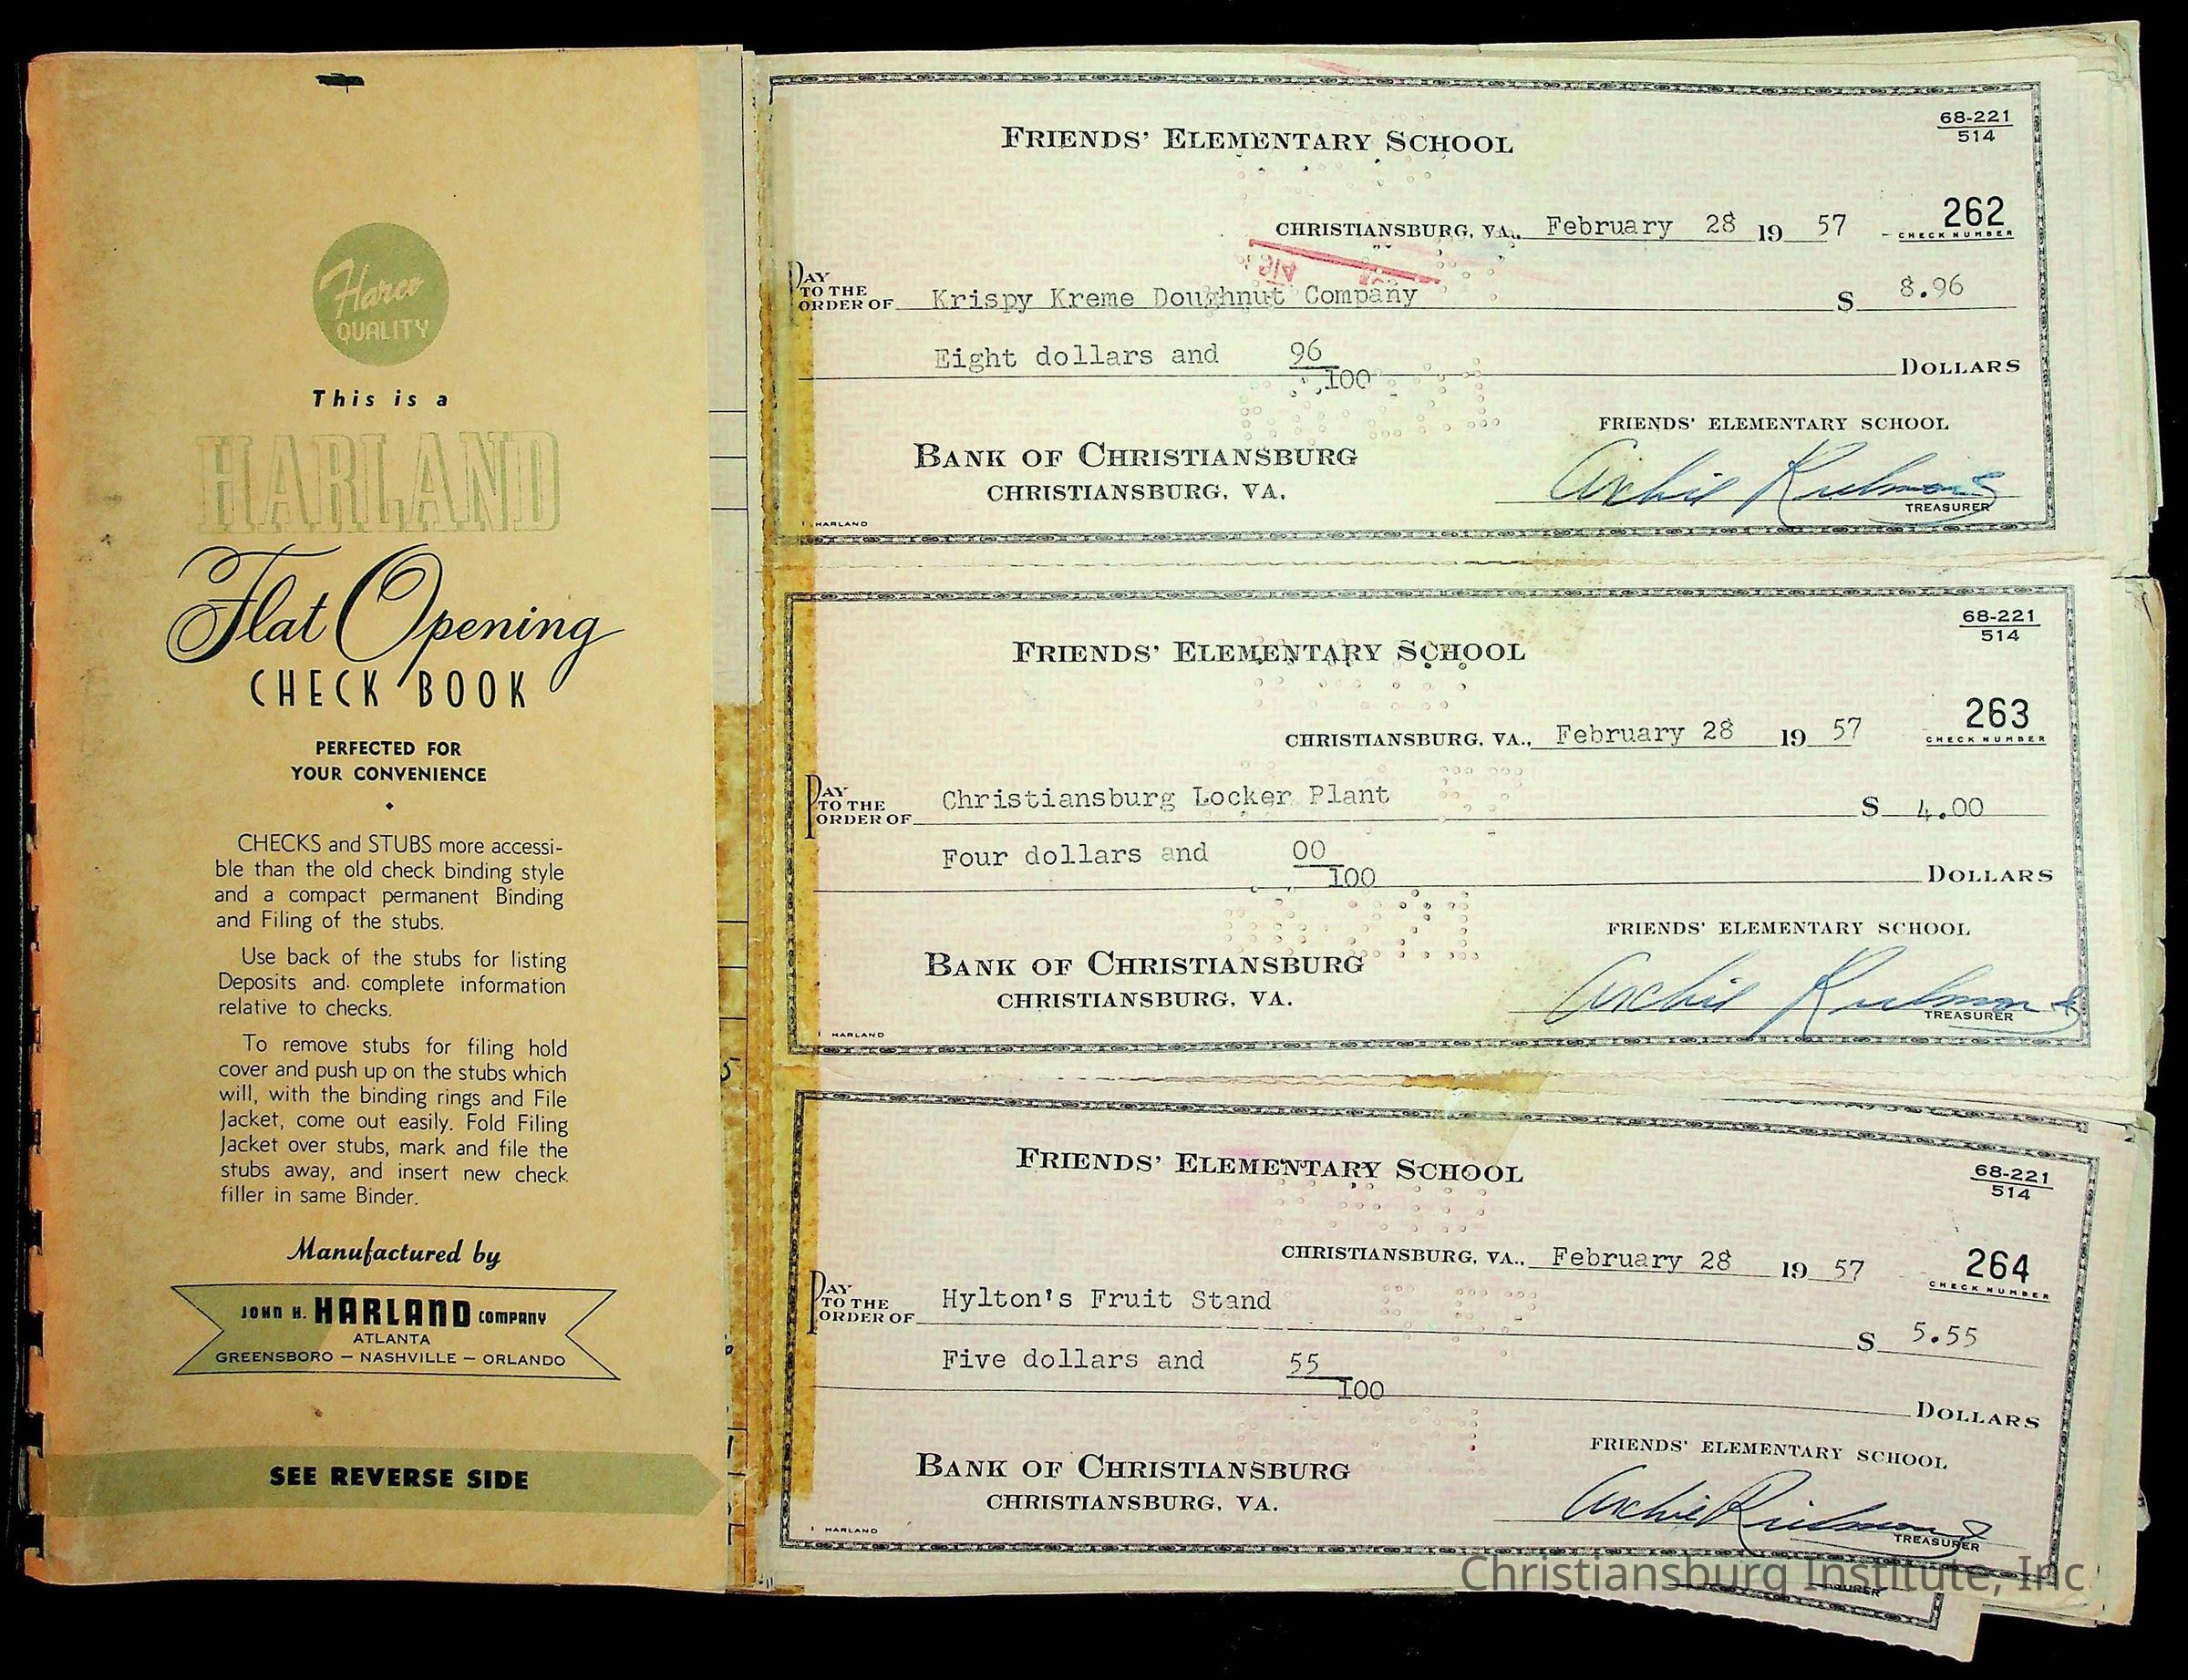 Harco
QUALITY
This is a
HARLAND
Flat Opening
CHECK BOOK
PERFECTED FOR
YOUR CONVENIENCE
CHECKS and STUBS more accessi-
ble than the old check binding style
and a compact permanent Binding
and Filing of the stubs.
Use back of the stubs for listing
Deposits and complete information
relative to checks.
To remove stubs for filing hold
cover and push up on the stubs which
will, with the binding rings and File
Jacket, come out easily. Fold Filing
Jacket over stubs, mark and file the
stubs away, and insert new check
filler in same Binder.
Manufactured by
JOHN H. HARLAND COMPANY
ATLANTA
GREENSBORO — NASHVILLE — ORLANDO
SEE REVERSE SIDE
FRIENDS' ELEMENTARY SCHOOL
68-221
514
CHRISTIANSBURG, VA., February 28 19 57
262
CHECK NUMBER
PAY
TO THE
ORDER OF Krispy Kreme Doughnut Company $ 8.96
Eight dollars and 96/100 DOLLARS
FRIENDS' ELEMENTARY SCHOOL
BANK OF CHRISTIANSBURG
CHRISTIANSBURG, VA.
Archie
TREASURER
HARLAND
FRIENDS' ELEMENTARY SCHOOL
68-221
514
CHRISTIANSBURG, VA., February 28 19 57
263
CHECK NUMBER
PAY
TO THE
ORDER OF Christiansburg Locker Plant $ 4.00
Four dollars and 00/100 DOLLARS
FRIENDS' ELEMENTARY SCHOOL
BANK OF CHRISTIANSBURG
CHRISTIANSBURG, VA.
Archie
TREASURER
HARLAND
FRIENDS' ELEMENTARY SCHOOL
68-221
514
CHRISTIANSBURG, VA., February 28 19 57
264
CHECK NUMBER
PAY
TO THE
ORDER OF Hylton's Fruit Stand $ 5.55
Five dollars and 55/100 DOLLARS
FRIENDS' ELEMENTARY SCHOOL
BANK OF CHRISTIANSBURG
CHRISTIANSBURG, VA.
Archie
TREASURER
HARLAND
Christiansburg Institute, Inc